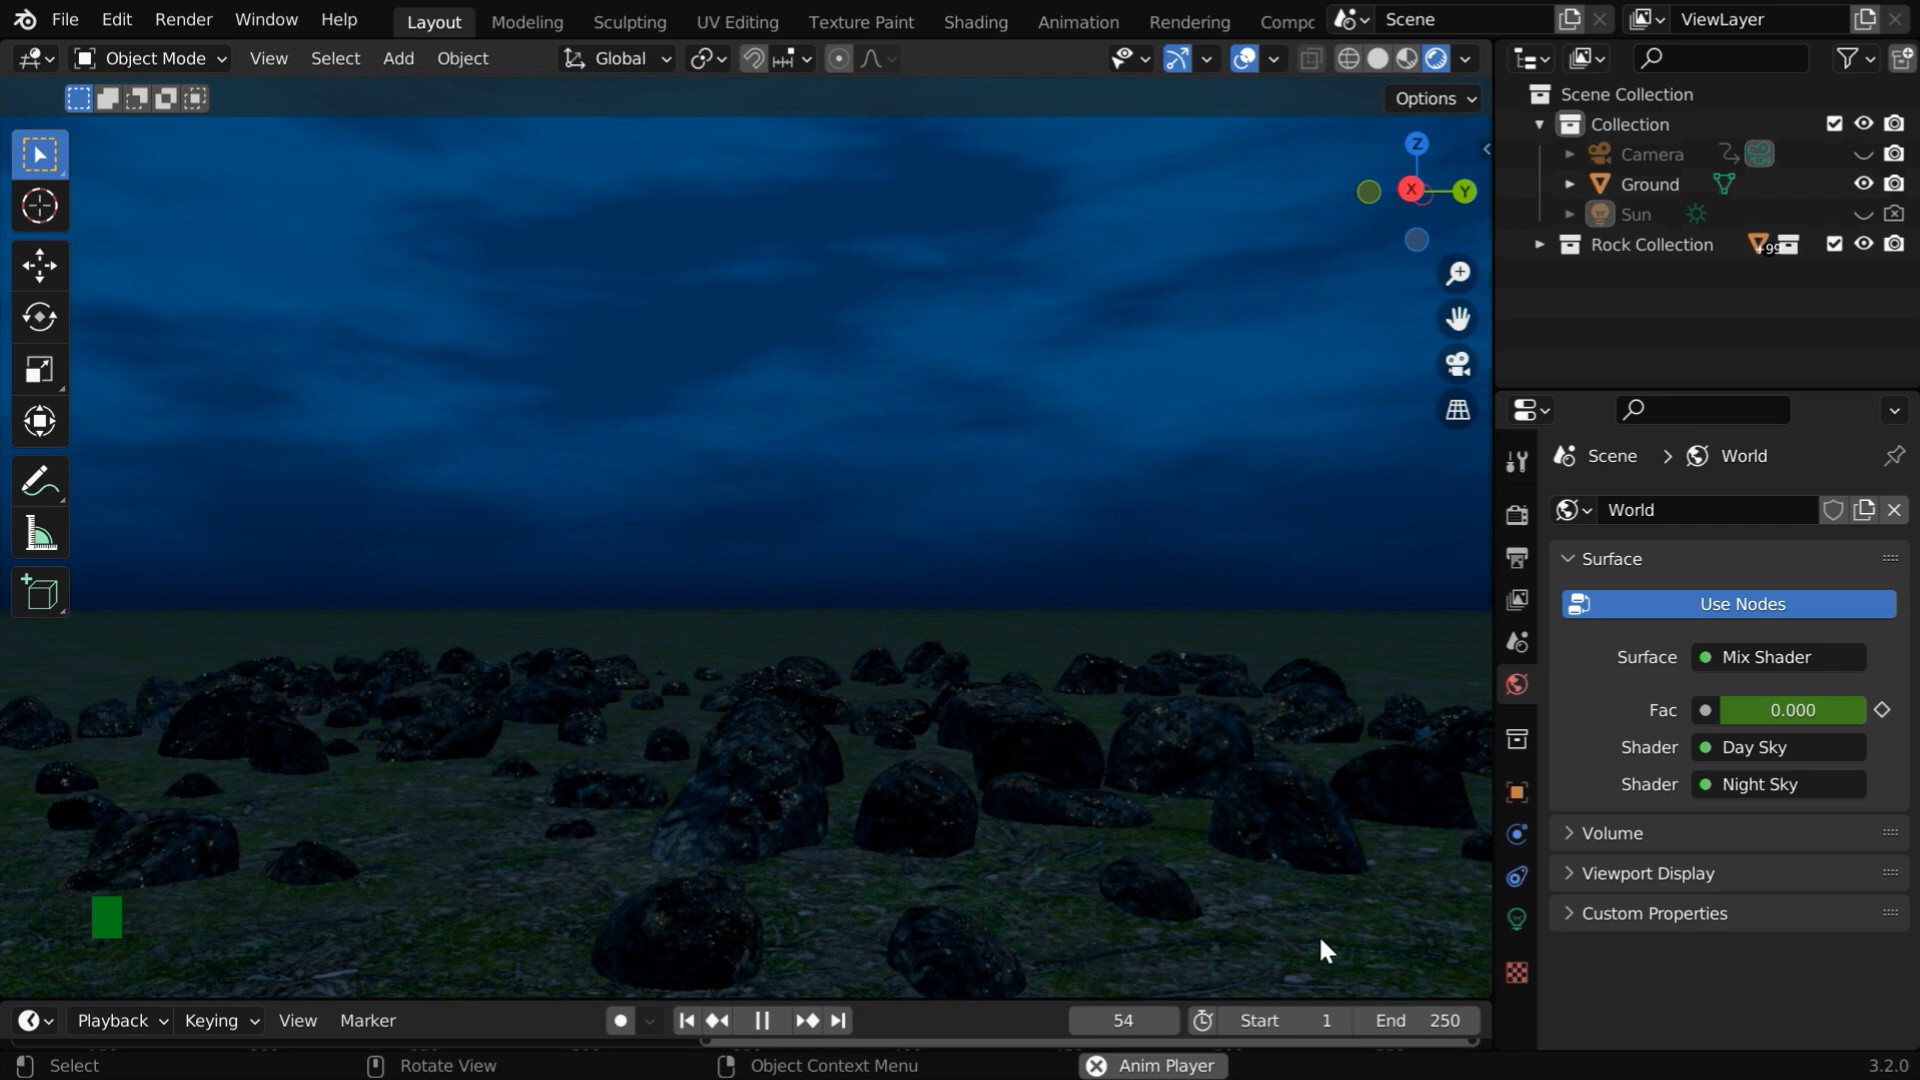 File Edit Render Window Help Layout Modeling Sculpting UV Editing Texture Paint Shading Animation Rendering Compc Scene ViewLayer
Object Mode View Select Add Object Global
Options
Z
X
Y
Scene Collection
Collection
Camera
Ground
Sun
Rock Collection +99
Scene > World
World
Surface
Use Nodes
Surface Mix Shader
Fac 0.000
Shader Day Sky
Shader Night Sky
Volume
Viewport Display
Custom Properties
Playback Keying View Marker 54 Start 1 End 250
Select Rotate View Object Context Menu Anim Player 3.2.0